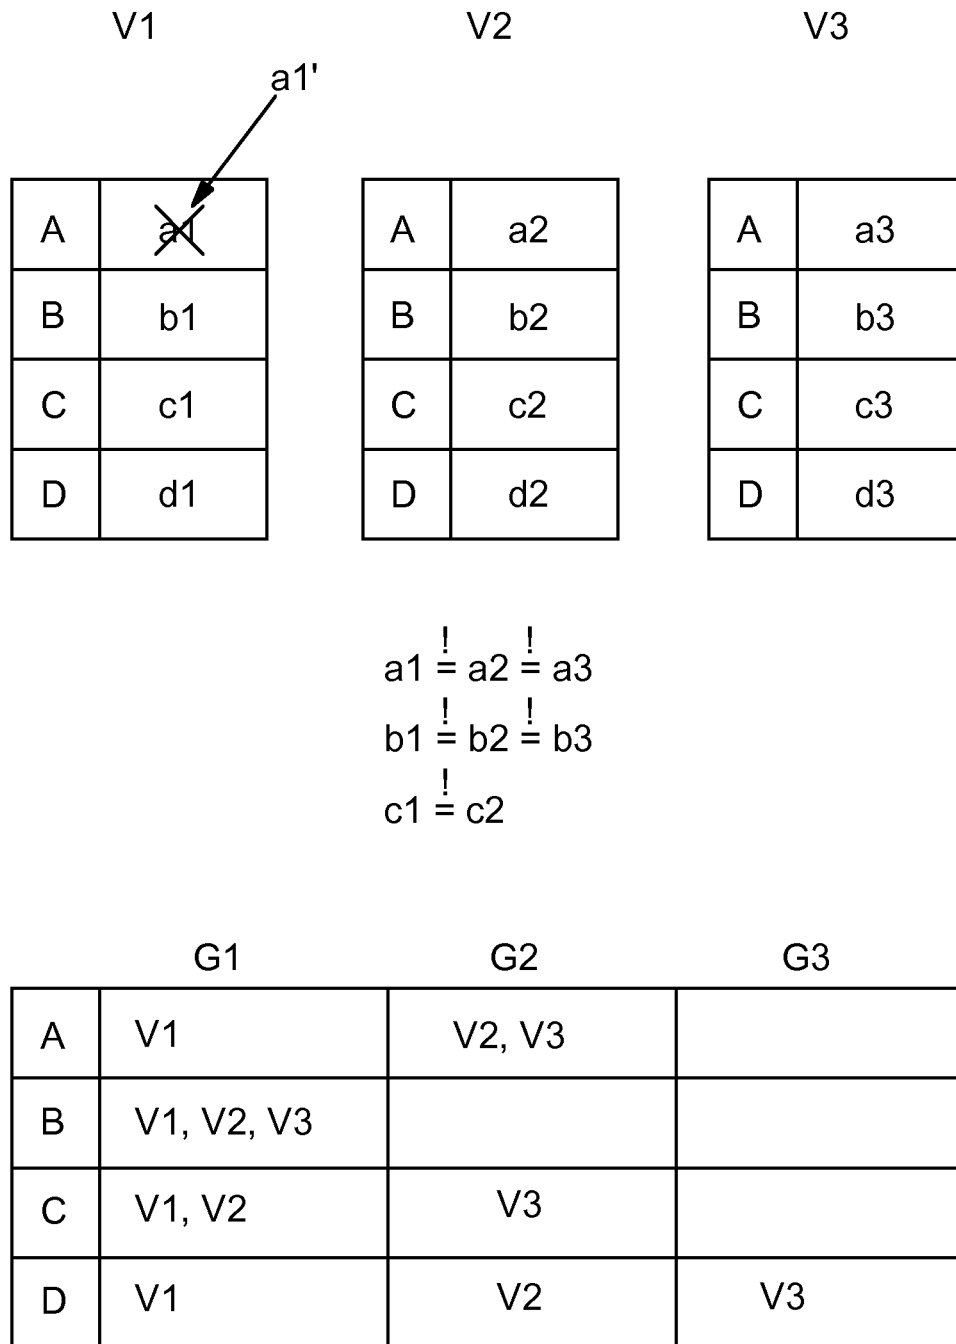 V1 V2 V3
a1'
A a1 A a2 A a3
B b1 B b2 B b3
C c1 C c2 C c3
D d1 D d2 D d3
! !
a1 = a2 = a3
! !
b1 = b2 = b3
!
c1 = c2
G1 G2 G3
A V1 V2, V3
B V1, V2, V3
C V1, V2 V3
D V1 V2 V3